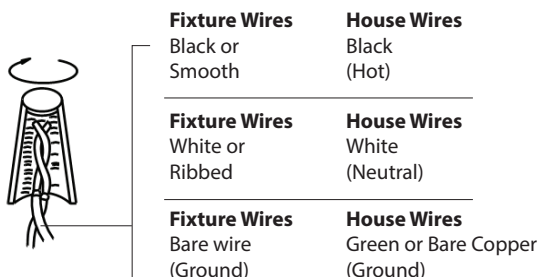 Fixture Wires House Wires
Black or Black
Smooth (Hot)
Fixture Wires House Wires
White or White
Ribbed (Neutral)
Fixture Wires House Wires
Bare wire Green or Bare Copper
(Ground) (Ground)